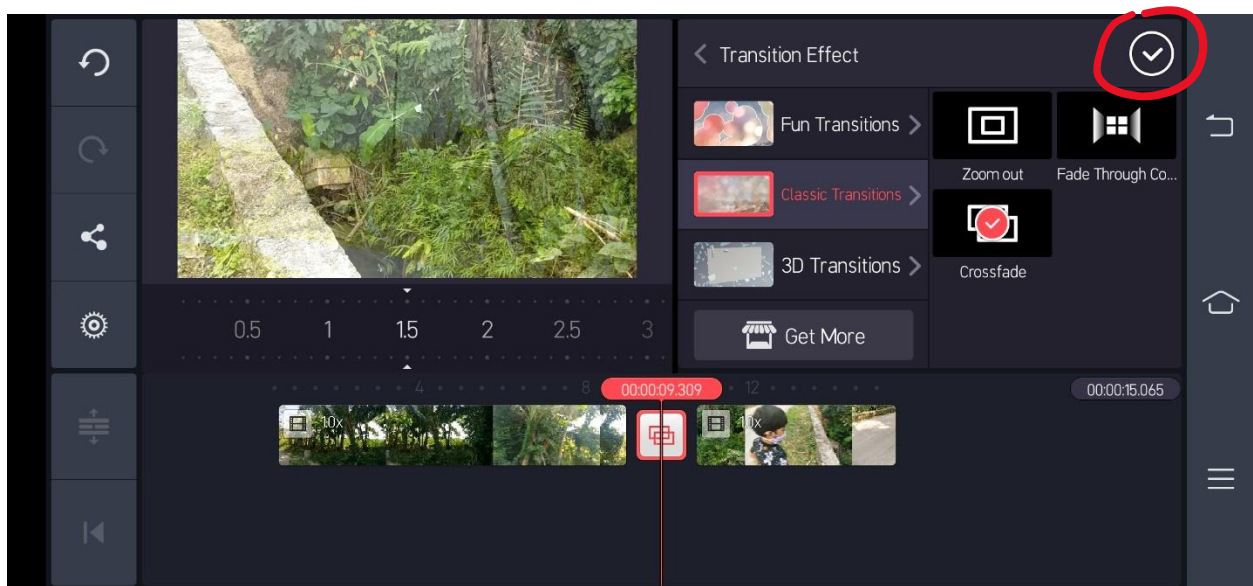 Transition Effect
Fun Transitions
Zoom out
Fade Through Co...
Classic Transitions
3D Transitions
Crossfade
Get More
0.5 1 1.5 2 2.5 3
4 8 00:00:09.309 12 00:00:15.065
10x 10x